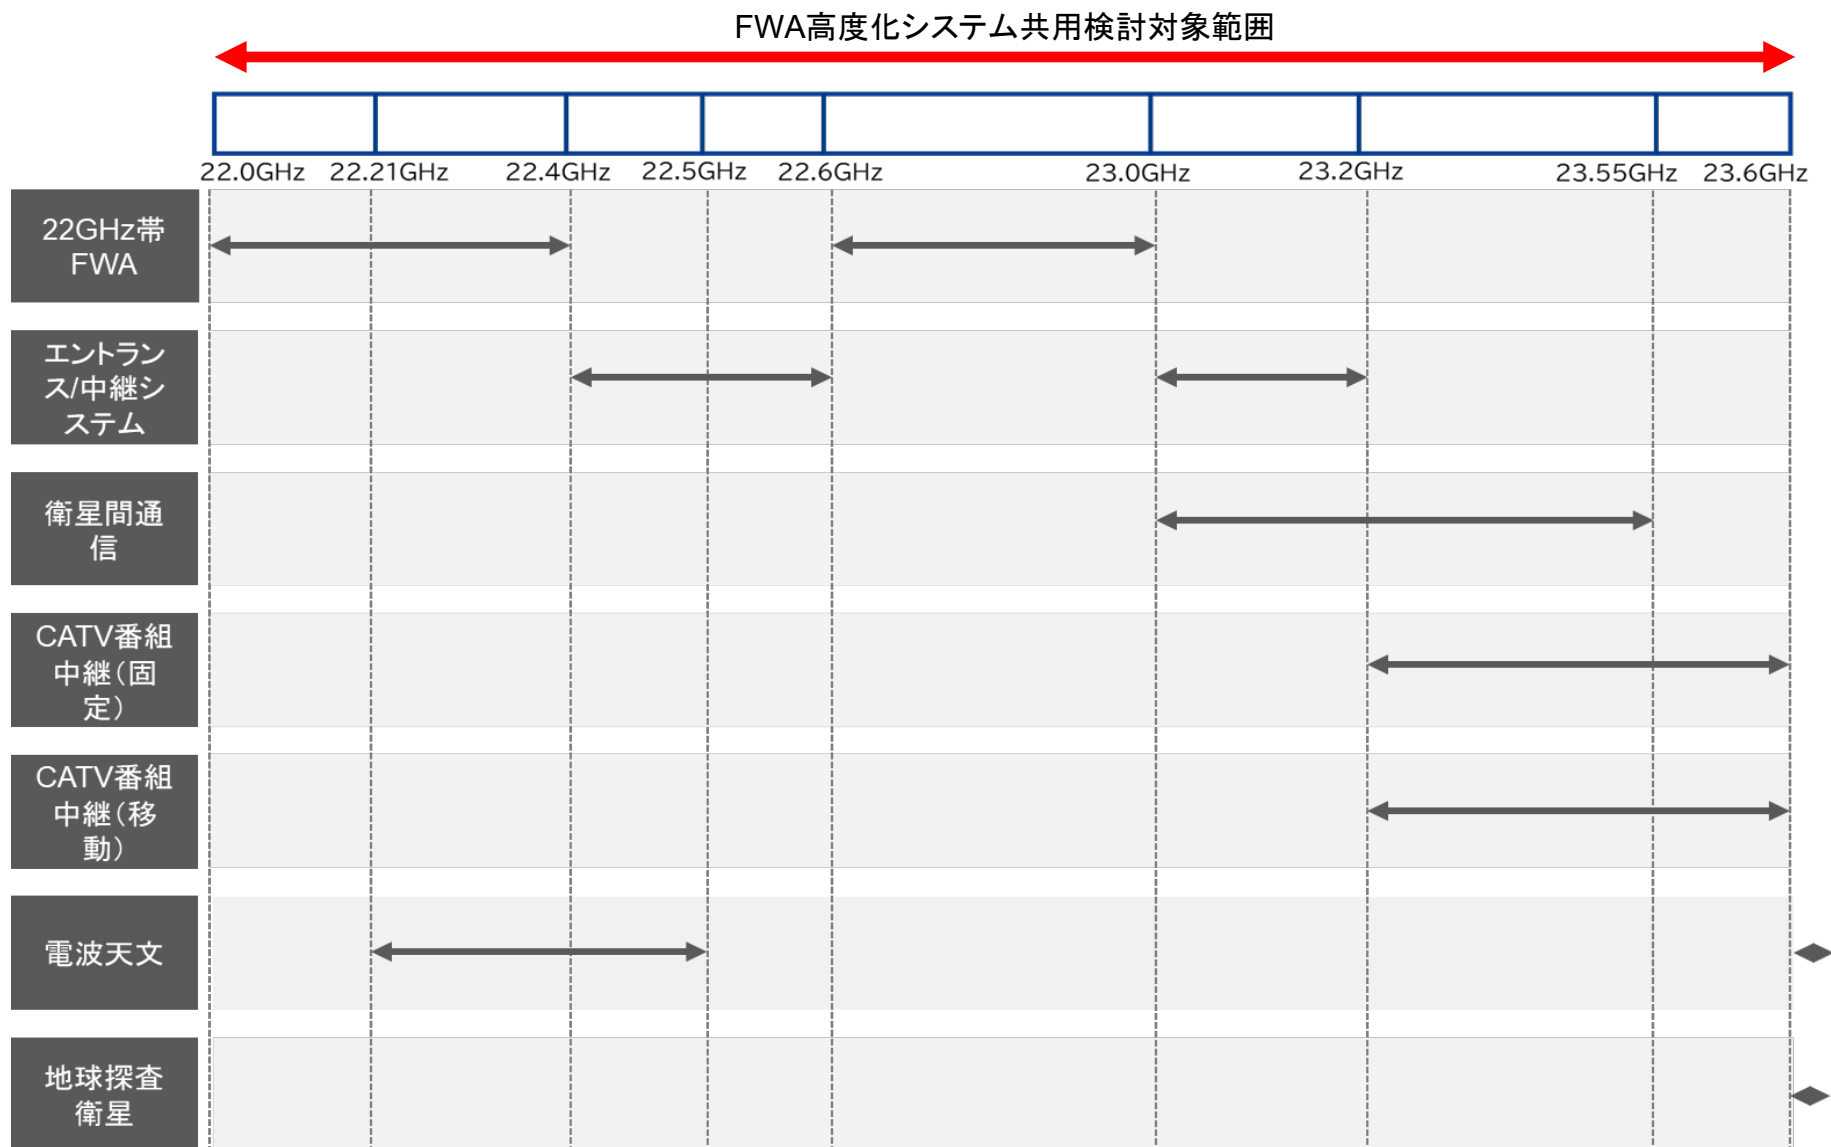 FWA高度化システム共用検討対象範囲
22.0GHz 22.21GHz 22.4GHz 22.5GHz 22.6GHz 23.0GHz 23.2GHz 23.55GHz 23.6GHz
22GHz帯
FWA
エントラン
ス/中継シ
ステム
衛星間通
信
CATV番組
中継（固
定）
CATV番組
中継（移
動）
電波天文
地球探査
衛星